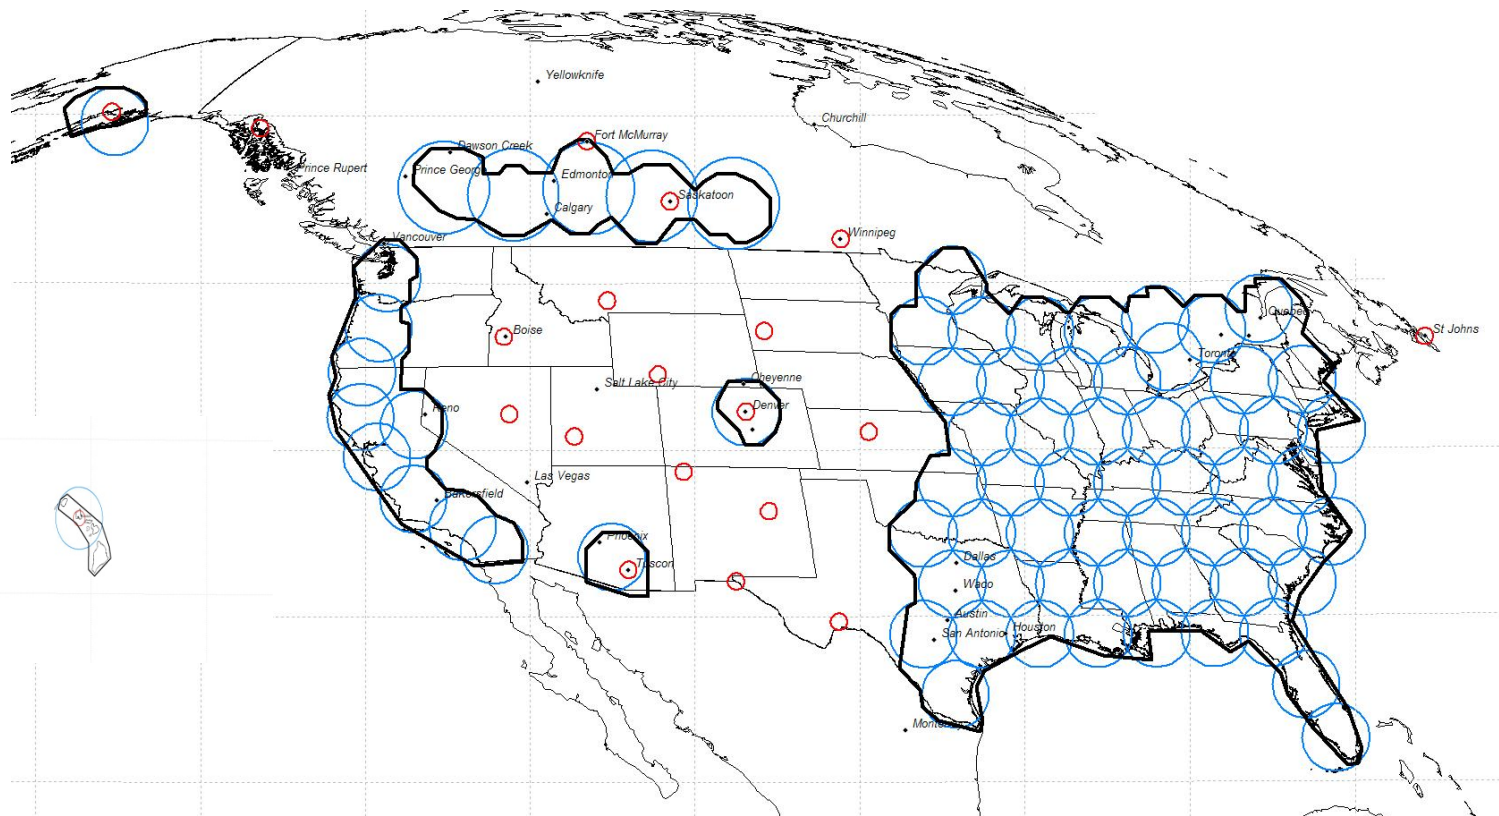 Yellowknife
Churchill
Fort McMurray
Dawson Creek
Prince Rupert
Prince Georg
Edmonton
Saskatoon
Calgary
Vancouver
Winnipeg
Quebec
Boise
St Johns
Toronto
Salt Lake City
Cheyenne
Reno
Denver
Las Vegas
Bakersfield
Phoenix
Dallas
Tuscon
Waco
Austin
San Antonio
Houston
Monterrey